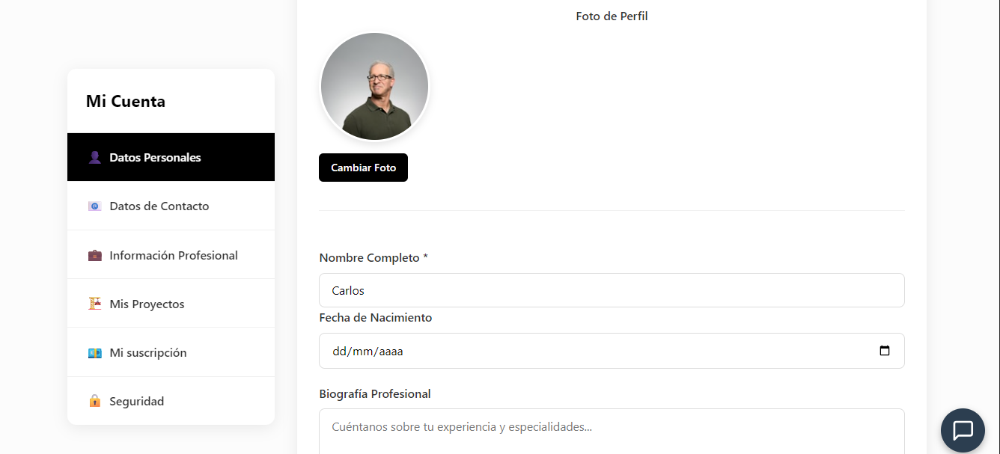 Foto de Perfil
Cambiar Foto
Mi Cuenta
Datos Personales
Datos de Contacto
Información Profesional
Mis Proyectos
Mi suscripción
Seguridad
Nombre Completo *
Carlos
Fecha de Nacimiento
dd/mm/aaaa
Biografía Profesional
Cuéntanos sobre tu experiencia y especialidades...